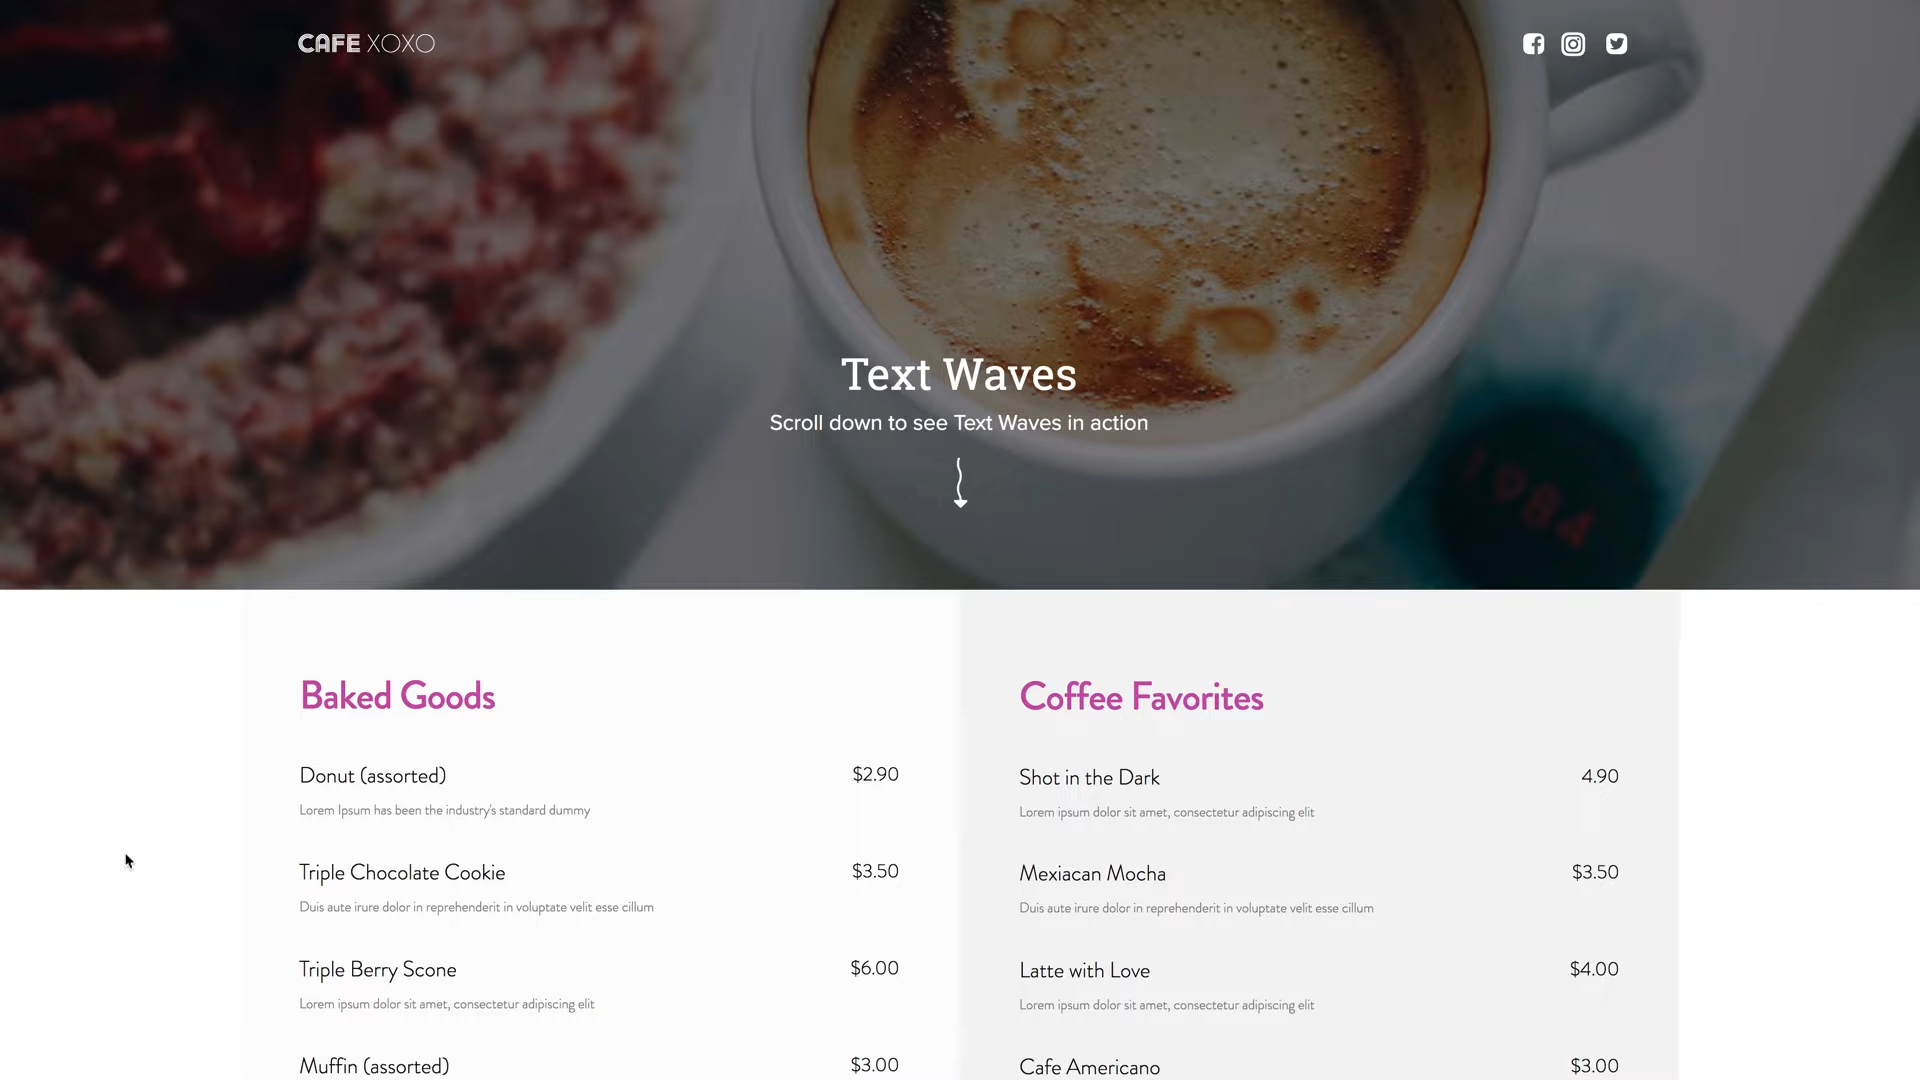 CAFE XOXO
Text Waves
Scroll down to see Text Waves in action
1984
Baked Goods
Donut (assorted) $2.90
Lorem Ipsum has been the industry's standard dummy
Triple Chocolate Cookie $3.50
Duis aute irure dolor in reprehenderit in voluptate velit esse cillum
Triple Berry Scone $6.00
Lorem ipsum dolor sit amet, consectetur adipiscing elit
Muffin (assorted) $3.00
Coffee Favorites
Shot in the Dark 4.90
Lorem ipsum dolor sit amet, consectetur adipiscing elit
Mexiacan Mocha $3.50
Duis aute irure dolor in reprehenderit in voluptate velit esse cillum
Latte with Love $4.00
Lorem ipsum dolor sit amet, consectetur adipiscing elit
Cafe Americano $3.00